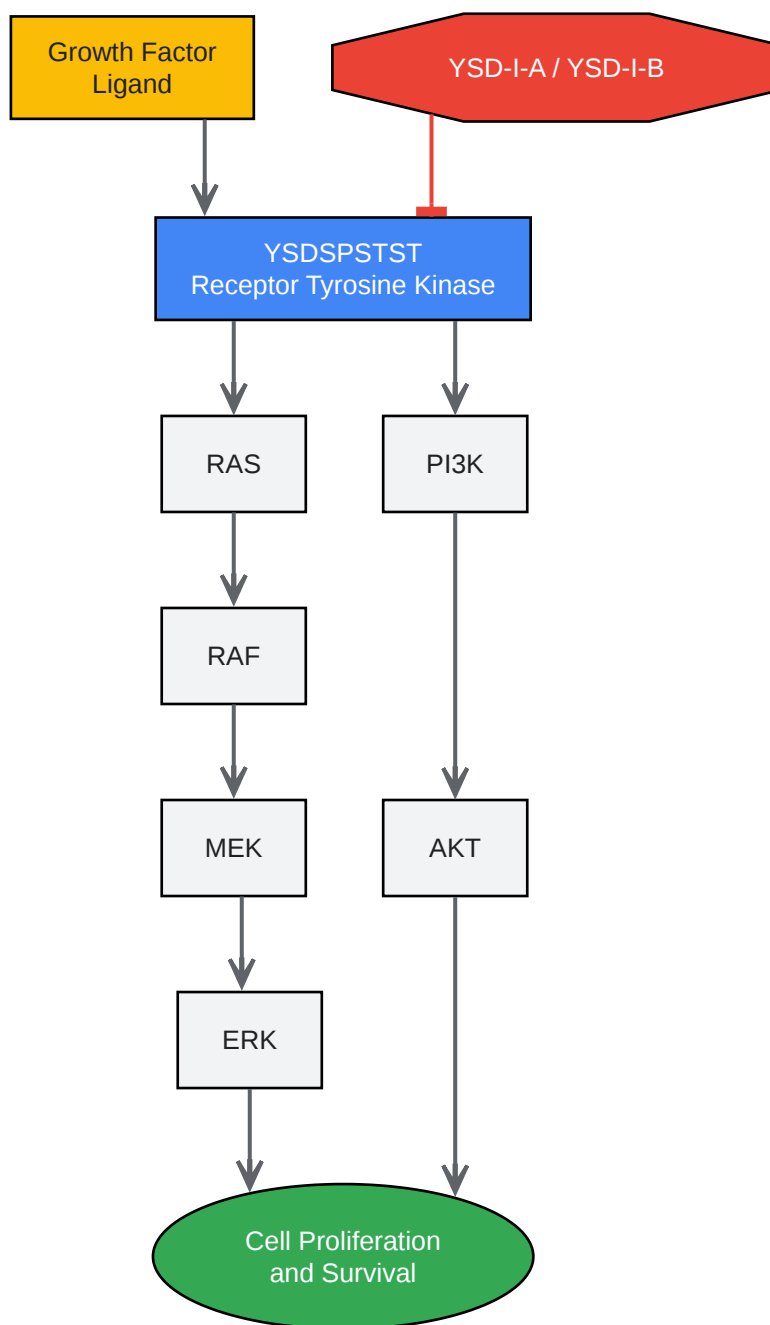 Growth Factor
Ligand
YSD-I-A / YSD-I-B
YSDSPSTST
Receptor Tyrosine Kinase
RAS
PI3K
RAF
MEK
AKT
ERK
Cell Proliferation
and Survival